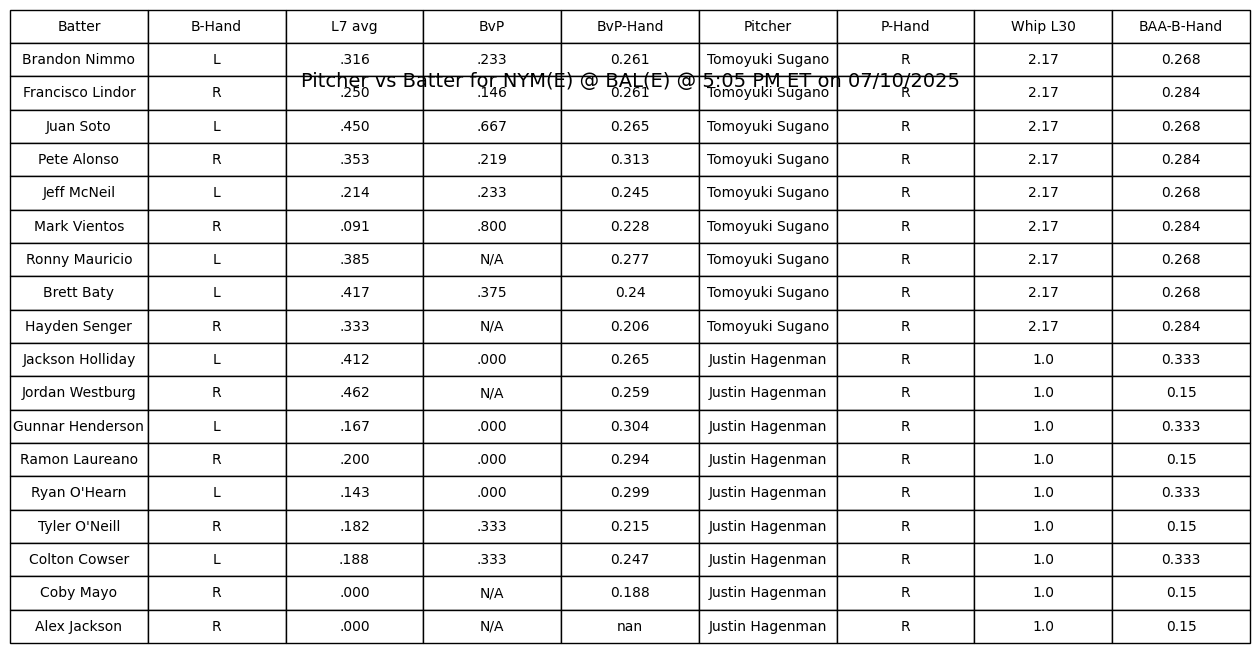 Batter B-Hand L7 avg BvP BvP-Hand Pitcher P-Hand Whip L30 BAA-B-Hand
Brandon Nimmo L .316 .233 0.261 Tomoyuki Sugano R 2.17 0.268
Pitcher vs Batter for NYM(E) @ BAL(E) @ 5:05 PM ET on 07/10/2025
Francisco Lindor R .250 .146 0.261 Tomoyuki Sugano R 2.17 0.284
Juan Soto L .450 .667 0.265 Tomoyuki Sugano R 2.17 0.268
Pete Alonso R .353 .219 0.313 Tomoyuki Sugano R 2.17 0.284
Jeff McNeil L .214 .233 0.245 Tomoyuki Sugano R 2.17 0.268
Mark Vientos R .091 .800 0.228 Tomoyuki Sugano R 2.17 0.284
Ronny Mauricio L .385 N/A 0.277 Tomoyuki Sugano R 2.17 0.268
Brett Baty L .417 .375 0.24 Tomoyuki Sugano R 2.17 0.268
Hayden Senger R .333 N/A 0.206 Tomoyuki Sugano R 2.17 0.284
Jackson Holliday L .412 .000 0.265 Justin Hagenman R 1.0 0.333
Jordan Westburg R .462 N/A 0.259 Justin Hagenman R 1.0 0.15
Gunnar Henderson L .167 .000 0.304 Justin Hagenman R 1.0 0.333
Ramon Laureano R .200 .000 0.294 Justin Hagenman R 1.0 0.15
Ryan O'Hearn L .143 .000 0.299 Justin Hagenman R 1.0 0.333
Tyler O'Neill R .182 .333 0.215 Justin Hagenman R 1.0 0.15
Colton Cowser L .188 .333 0.247 Justin Hagenman R 1.0 0.333
Coby Mayo R .000 N/A 0.188 Justin Hagenman R 1.0 0.15
Alex Jackson R .000 N/A nan Justin Hagenman R 1.0 0.15